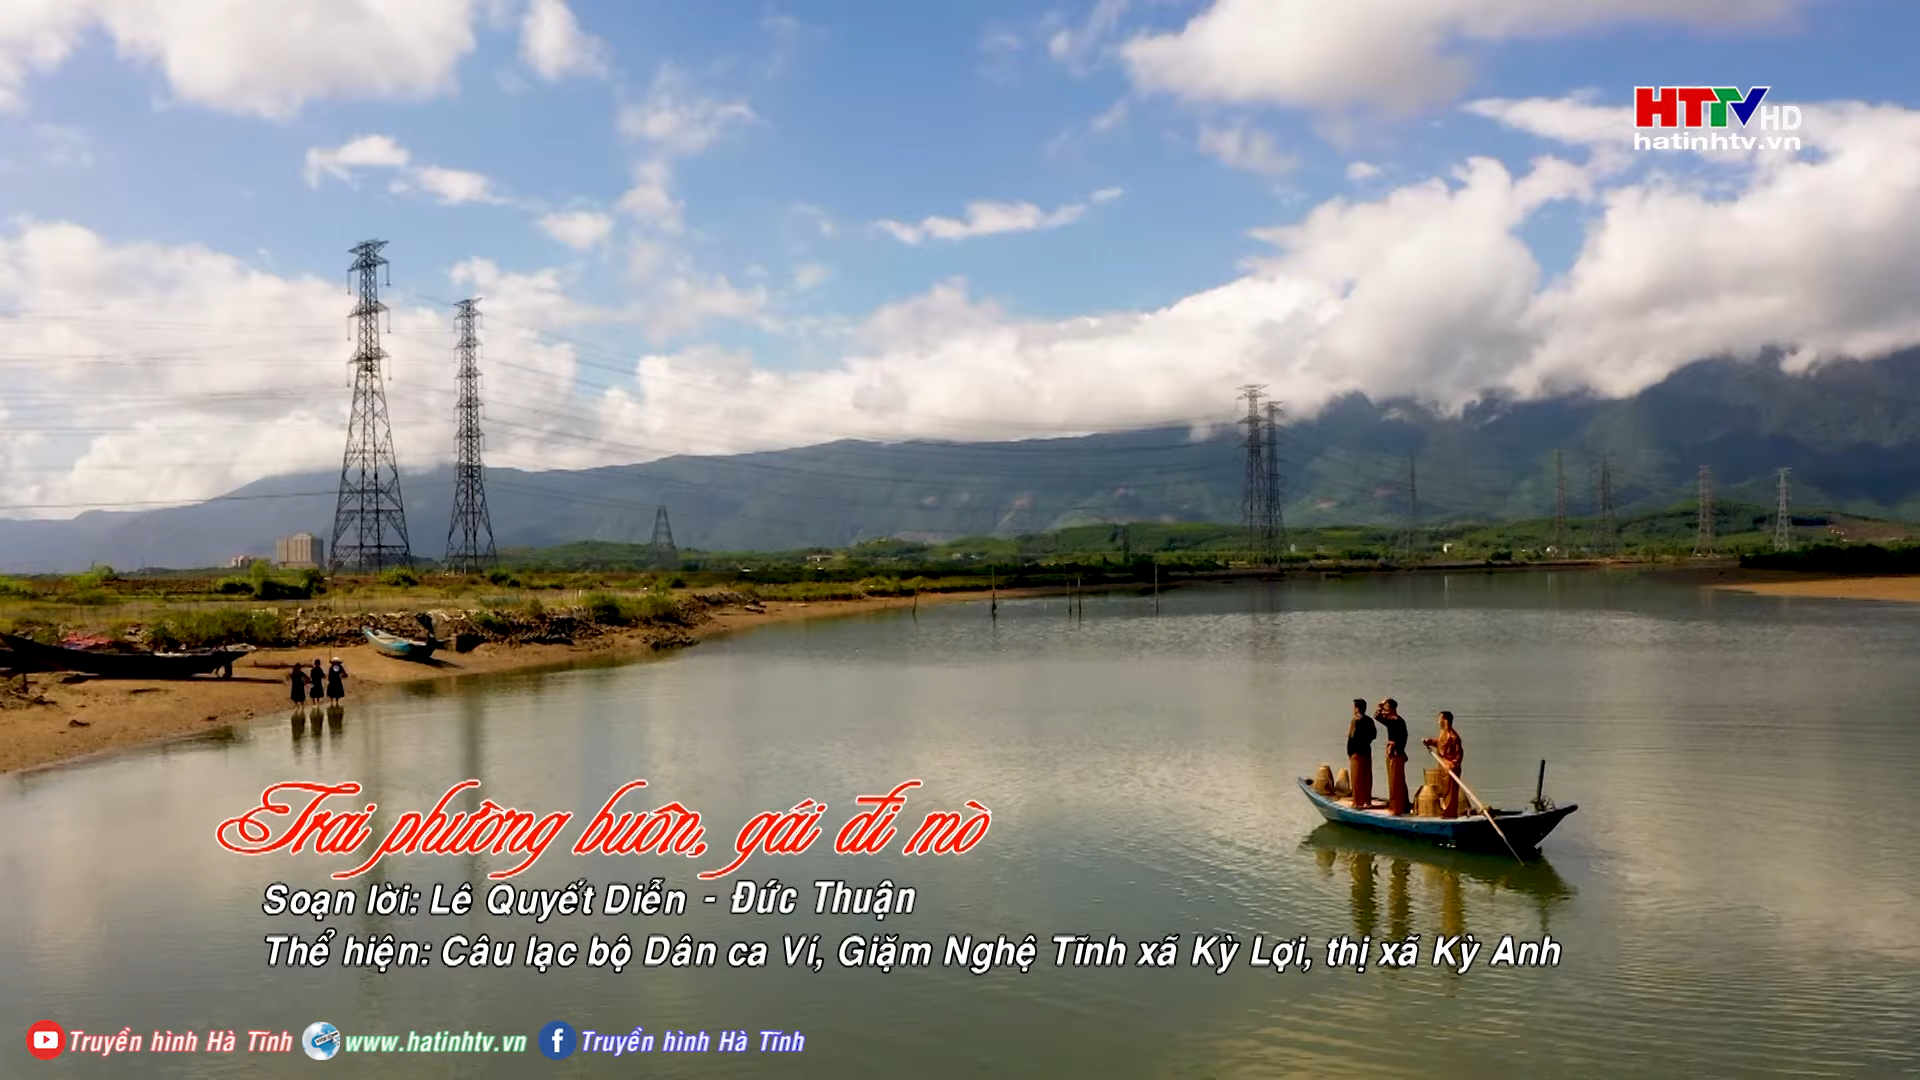 HTTV HD
hatinhtv.vn
Trai phường buôn, gái đi mò
Soạn lời: Lê Quyết Diễn - Đức Thuận
Thể hiện: Câu lạc bộ Dân ca Ví, Giặm Nghệ Tĩnh xã Kỳ Lợi, thị xã Kỳ Anh
Truyền hình Hà Tĩnh www.hatinhtv.vn Truyền hình Hà Tĩnh